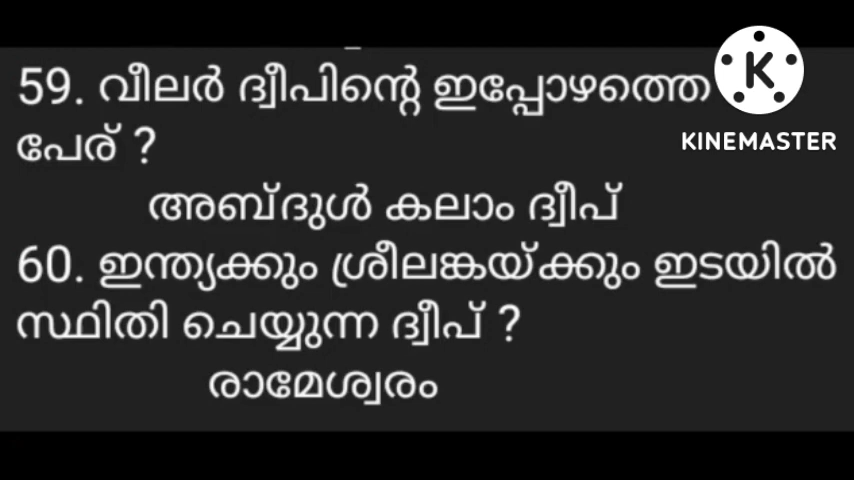 59. വീലർ ദ്വീപിന്റെ ഇപ്പോഴത്തെ
പേര് ?
അബ്ദുൾ കലാം ദ്വീപ്
60. ഇന്ത്യക്കും ശ്രീലങ്കയ്ക്കും ഇടയിൽ
സ്ഥിതി ചെയ്യുന്ന ദ്വീപ് ?
രാമേശ്വരം
K
KINEMASTER